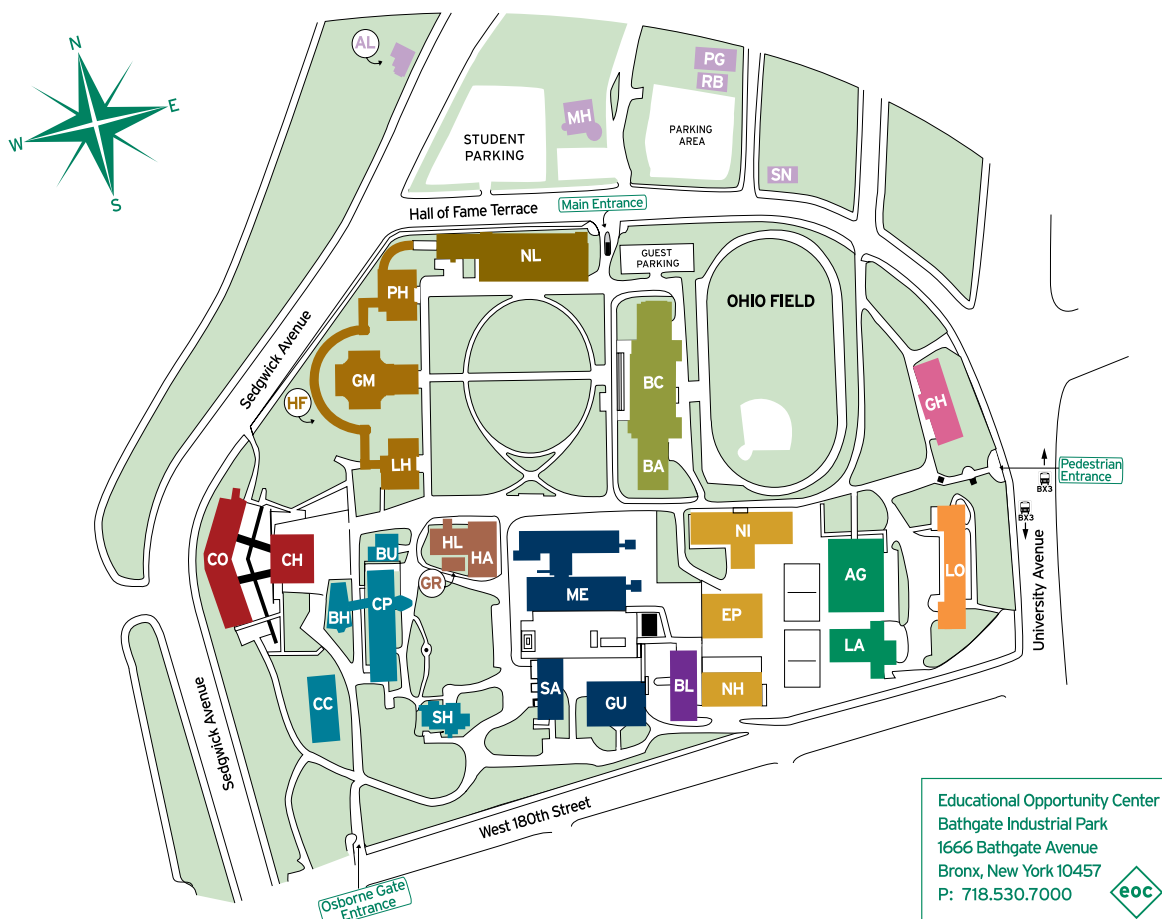 AL
N
E
W
S
PG
RB
MH
STUDENT
PARKING
PARKING
AREA
SN
Hall of Fame Terrace
Main Entrance
NL
GUEST
PARKING
PH
OHIO FIELD
Sedgwick Avenue
GM
BC
HF
GH
LH
BA
Pedestrian
Entrance
BX3
BX3
CO
CH
BU
HL
HA
GR
NI
ME
AG
LO
BH
CP
EP
University Avenue
LA
CC
SH
SA
GU
BL
NH
Sedgwick Avenue
West 180th Street
Osborne Gate
Entrance
Educational Opportunity Center
Bathgate Industrial Park
1666 Bathgate Avenue
Bronx, New York 10457
P: 718.530.7000
eoc